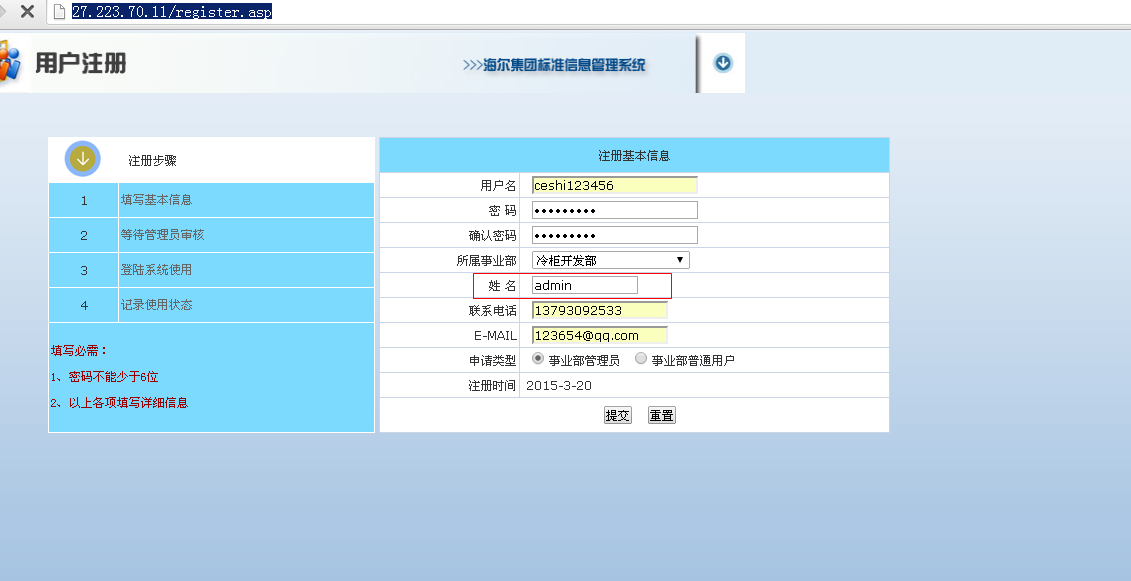 27.223.70.11/register.asp
用户注册
>>>海尔集团标准信息管理系统
注册步骤
1 填写基本信息
2 等待管理员审核
3 登陆系统使用
4 记录使用状态
填写必需：
1、密码不能少于6位
2、以上各项填写详细信息
注册基本信息
用户名 ceshi123456
密 码 •••••••••
确认密码 •••••••••
所属事业部 冷柜开发部
姓 名 admin
联系电话 13793092533
E-MAIL 123654@qq.com
申请类型 事业部管理员 事业部普通用户
注册时间 2015-3-20
提交 重置